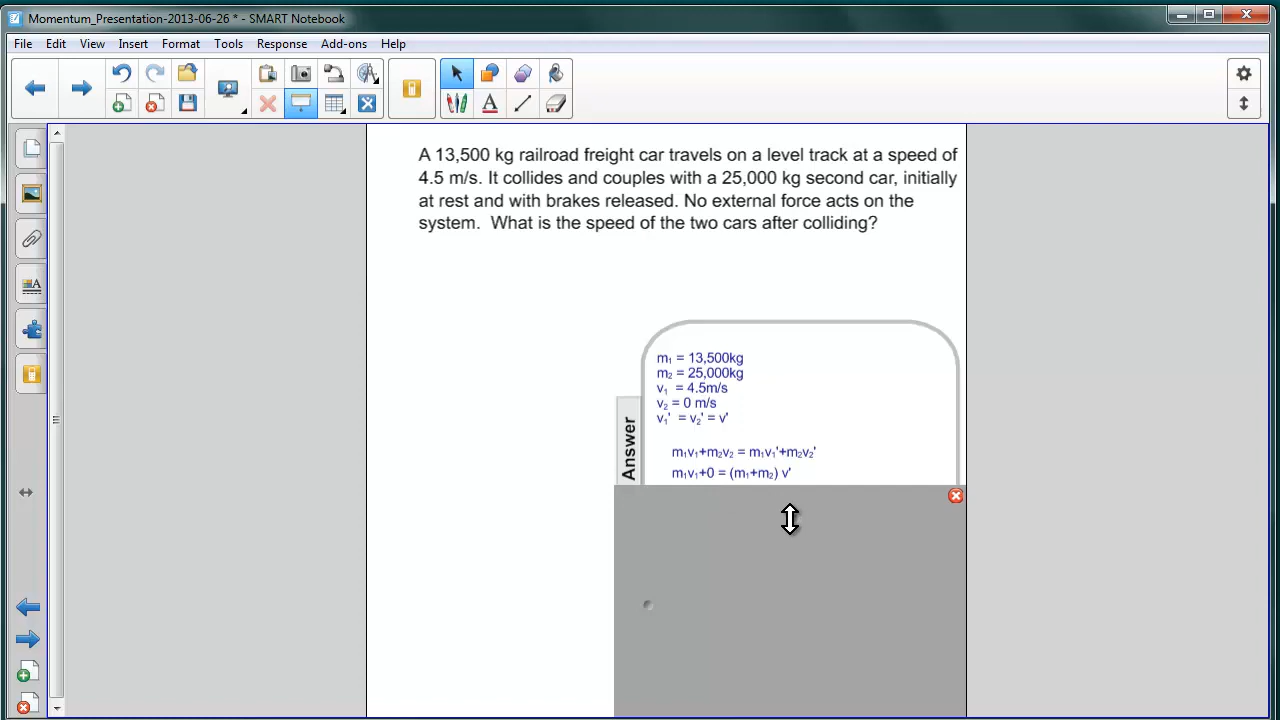 Momentum_Presentation-2013-06-26 * - SMART Notebook
File Edit View Insert Format Tools Response Add-ons Help
A 13,500 kg railroad freight car travels on a level track at a speed of
4.5 m/s. It collides and couples with a 25,000 kg second car, initially
at rest and with brakes released. No external force acts on the
system. What is the speed of the two cars after colliding?
Answer
m₁ = 13,500kg
m₂ = 25,000kg
v₁ = 4.5m/s
v₂ = 0 m/s
v₁' = v₂' = v'
m₁v₁+m₂v₂ = m₁v₁'+m₂v₂'
m₁v₁+0 = (m₁+m₂) v'